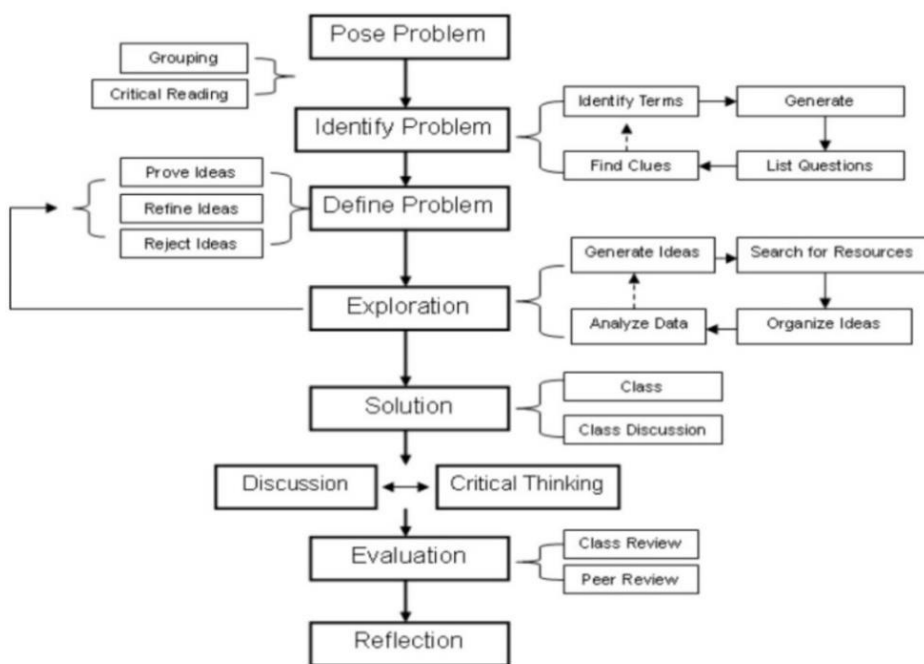 Pose Problem
Grouping
Critical Reading
Identify Problem
Identify Terms
Generate
Find Clues
List Questions
Prove Ideas
Refine Ideas
Reject Ideas
Define Problem
Generate Ideas
Search for Resources
Exploration
Analyze Data
Organize Ideas
Solution
Class
Class Discussion
Discussion
Critical Thinking
Evaluation
Class Review
Peer Review
Reflection